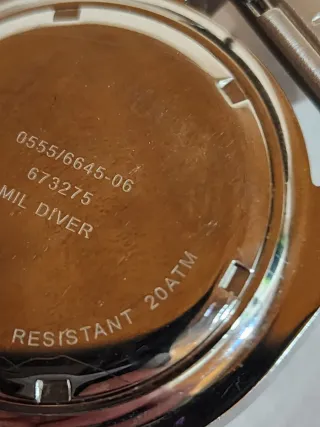 0555/6645-06
673275
MIL DIVER
RESISTANT 20ATM